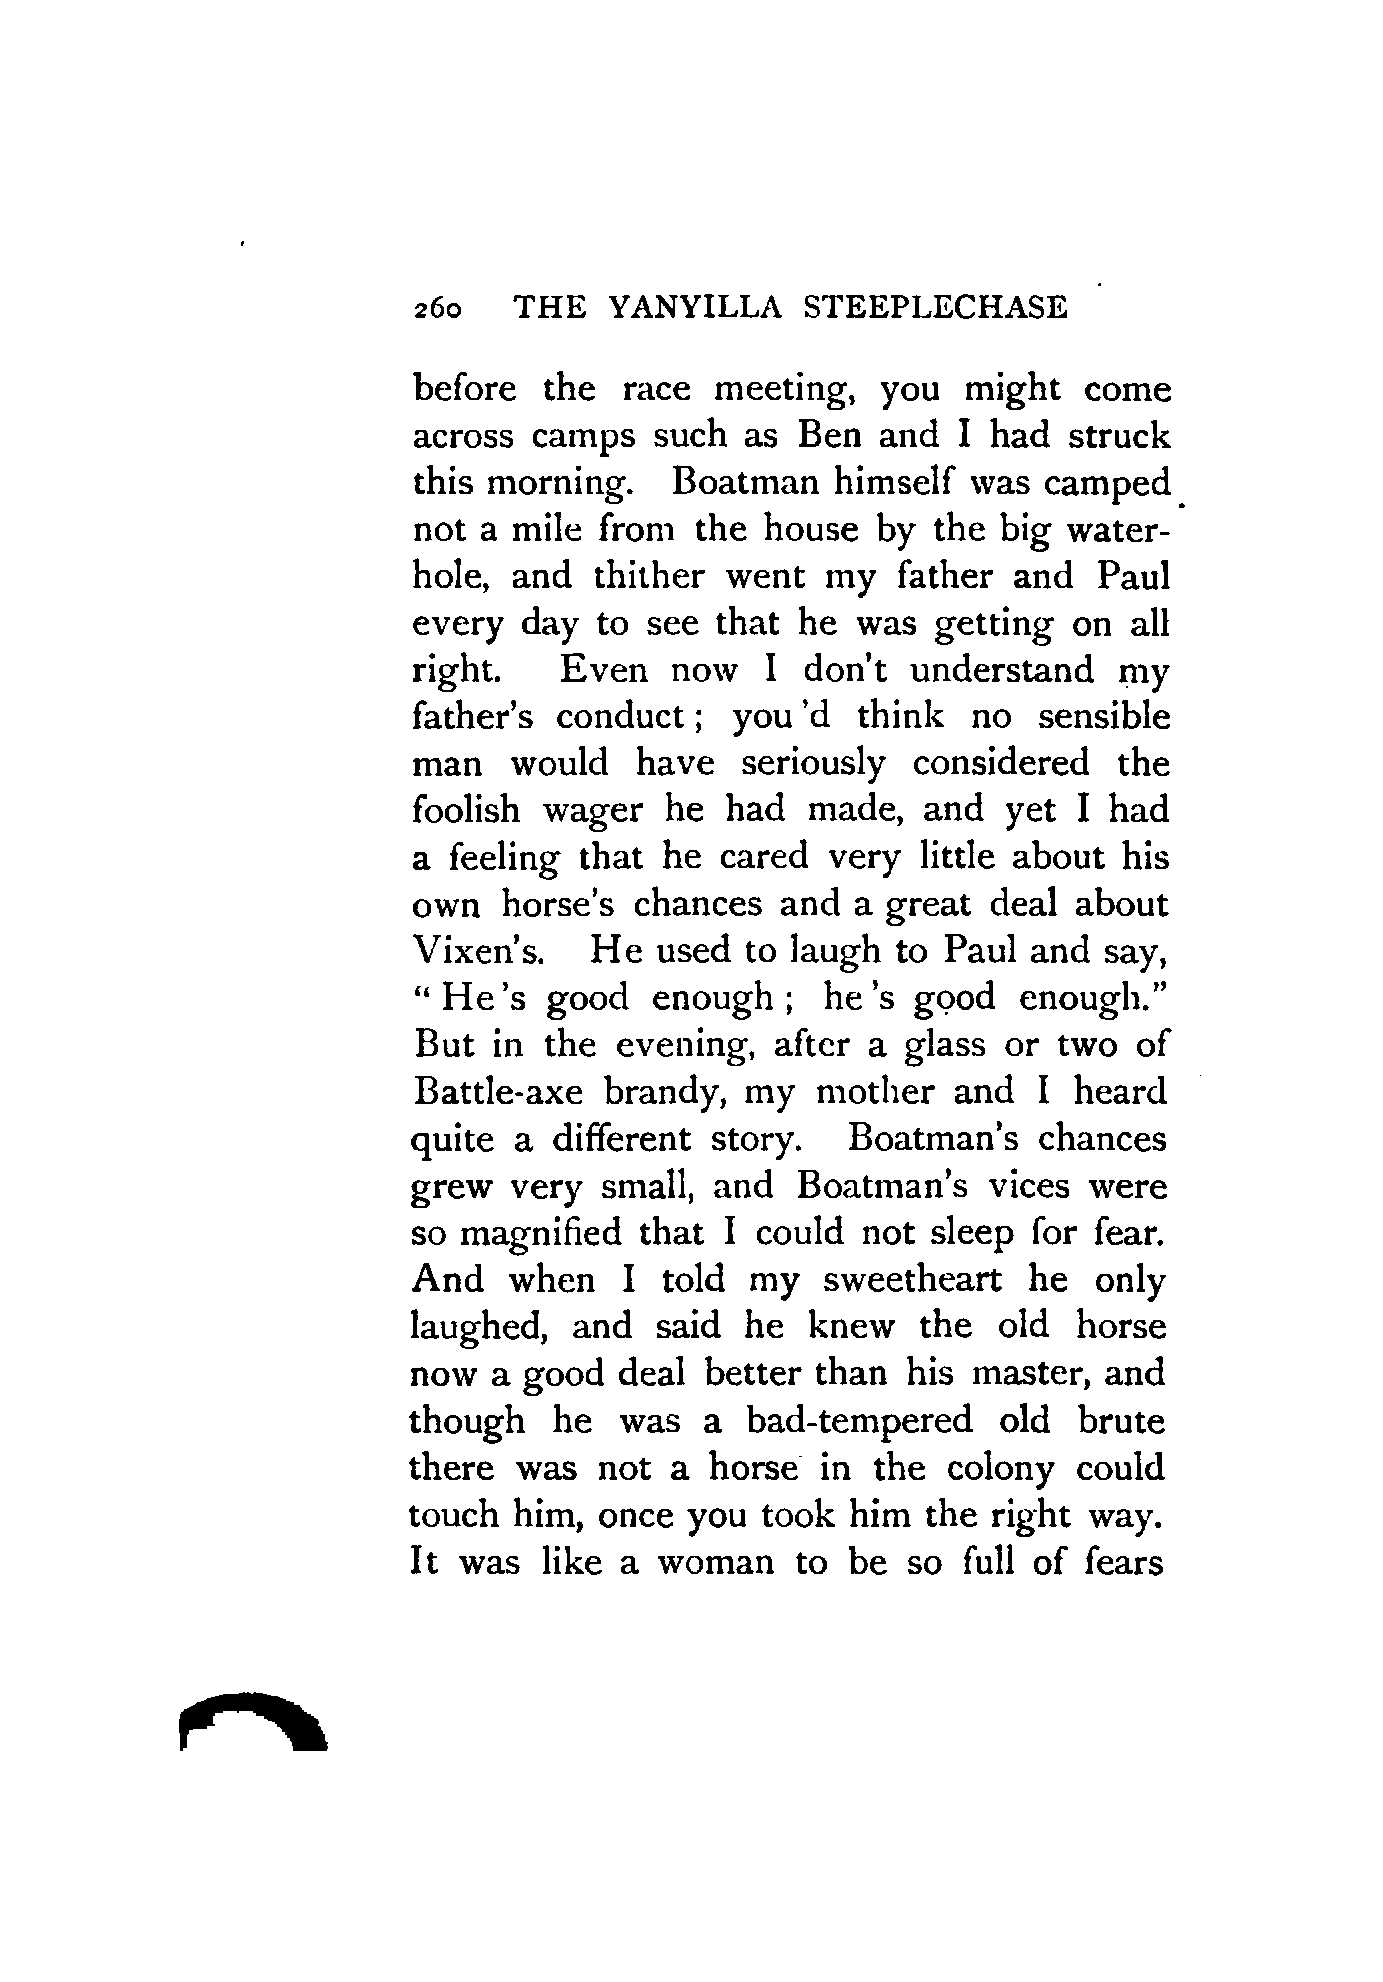 260 THE YANYILLA STEEPLECHASE
before the race meeting, you might come
across camps such as Ben and I had struck
this morning. Boatman himself was camped
not a mile from the house by the big water-
hole, and thither went my father and Paul
every day to see that he was getting on all
right. Even now I don't understand my
father's conduct ; you 'd think no sensible
man would have seriously considered the
foolish wager he had made, and yet I had
a feeling that he cared very little about his
own horse's chances and a great deal about
Vixen's. He used to laugh to Paul and say,
“ He 's good enough ; he 's good enough.”
But in the evening, after a glass or two of
Battle-axe brandy, my mother and I heard
quite a different story. Boatman's chances
grew very small, and Boatman's vices were
so magnified that I could not sleep for fear.
And when I told my sweetheart he only
laughed, and said he knew the old horse
now a good deal better than his master, and
though he was a bad-tempered old brute
there was not a horse in the colony could
touch him, once you took him the right way.
It was like a woman to be so full of fears